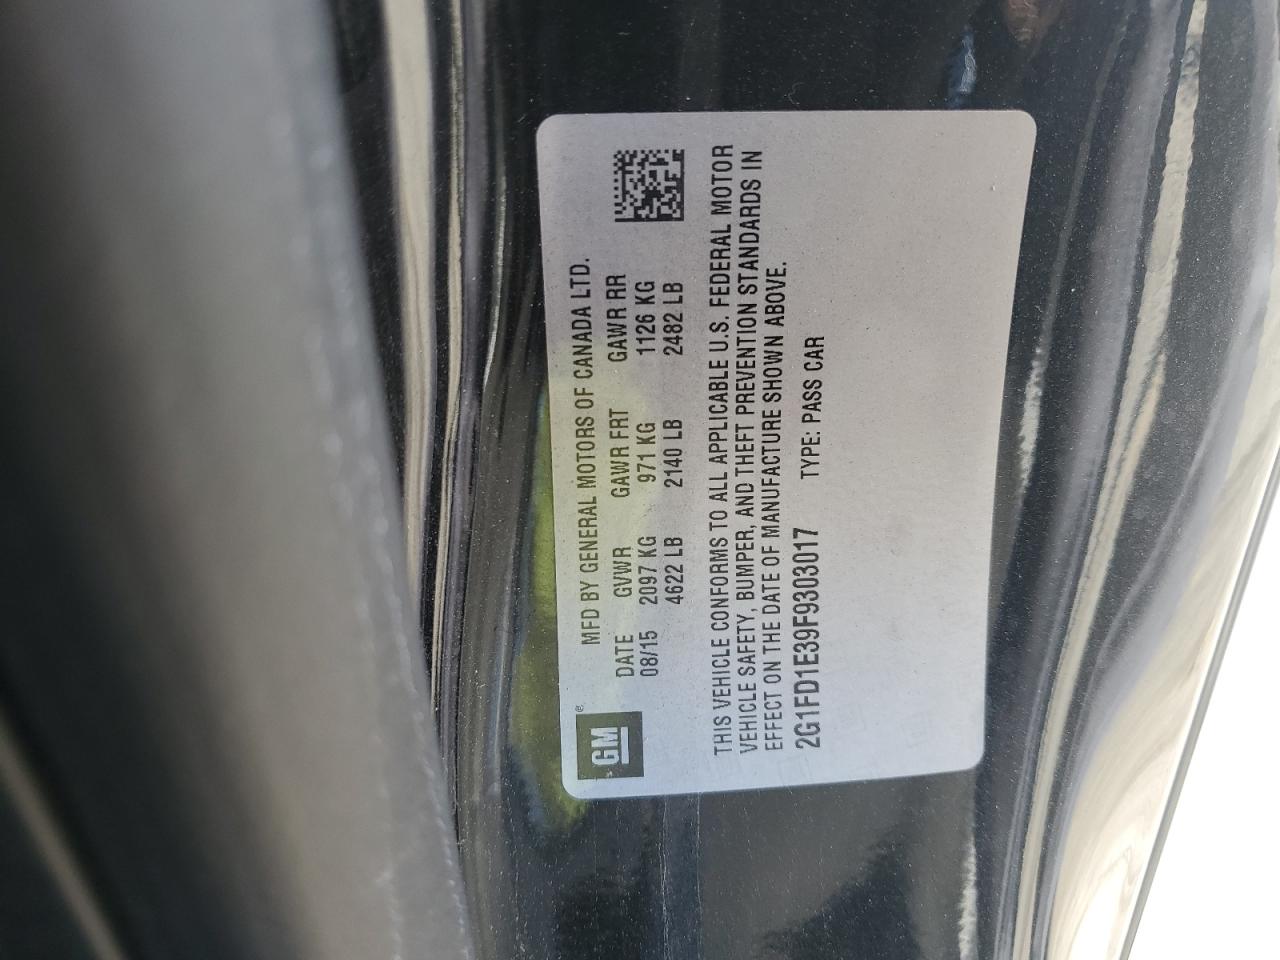 GM®
MFD BY GENERAL MOTORS OF CANADA LTD.
DATE GVWR GAWR FRT GAWR RR
08/15 2097 KG 971 KG 1126 KG
4622 LB 2140 LB 2482 LB
THIS VEHICLE CONFORMS TO ALL APPLICABLE U.S. FEDERAL MOTOR
VEHICLE SAFETY, BUMPER, AND THEFT PREVENTION STANDARDS IN
EFFECT ON THE DATE OF MANUFACTURE SHOWN ABOVE.
2G1FD1E39F9303017 TYPE: PASS CAR